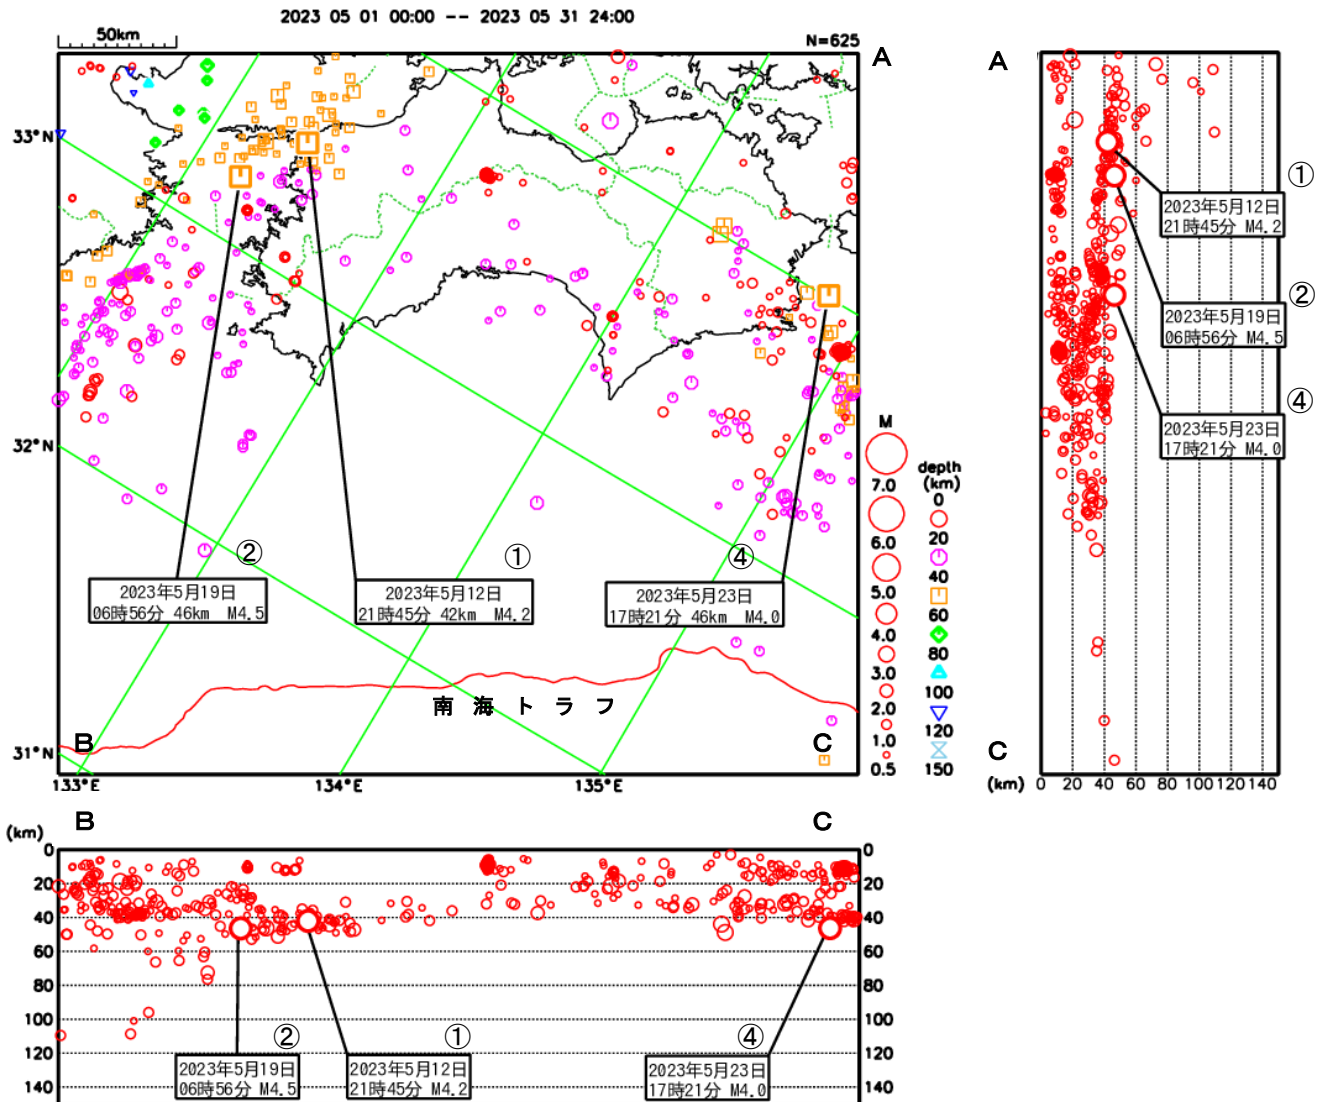 2023 05 01 00:00 -- 2023 05 31 24:00
50km
N=625
A
33°N
32°N
31°N
133°E
134°E
135°E
B
C
南海トラフ
②
2023年5月19日
06時56分 46km M4.5
①
2023年5月12日
21時45分 42km M4.2
④
2023年5月23日
17時21分 46km M4.0
M
7.0
6.0
5.0
4.0
3.0
2.0
1.0
0.5
depth
(km)
0
20
40
60
80
100
120
150
A
C
(km)
0 20 40 60 80 100 120 140
①
2023年5月12日
21時45分 M4.2
②
2023年5月19日
06時56分 M4.5
④
2023年5月23日
17時21分 M4.0
B
C
(km)
0
20
40
60
80
100
120
140
0
20
40
60
80
100
120
140
②
2023年5月19日
06時56分 M4.5
①
2023年5月12日
21時45分 M4.2
④
2023年5月23日
17時21分 M4.0